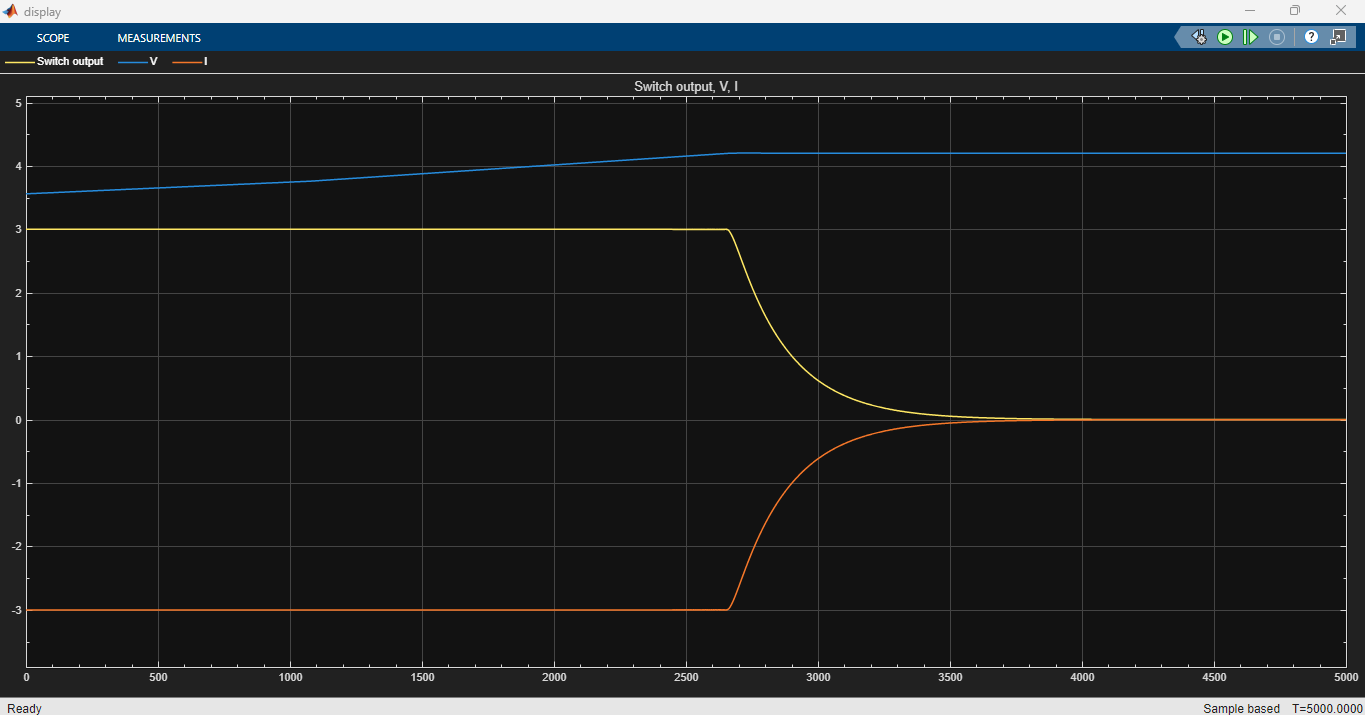 display
SCOPE MEASUREMENTS
Switch output V I
Switch output, V, I
5
4
3
2
1
0
-1
-2
-3
0 500 1000 1500 2000 2500 3000 3500 4000 4500 5000
Ready Sample based T=5000.0000